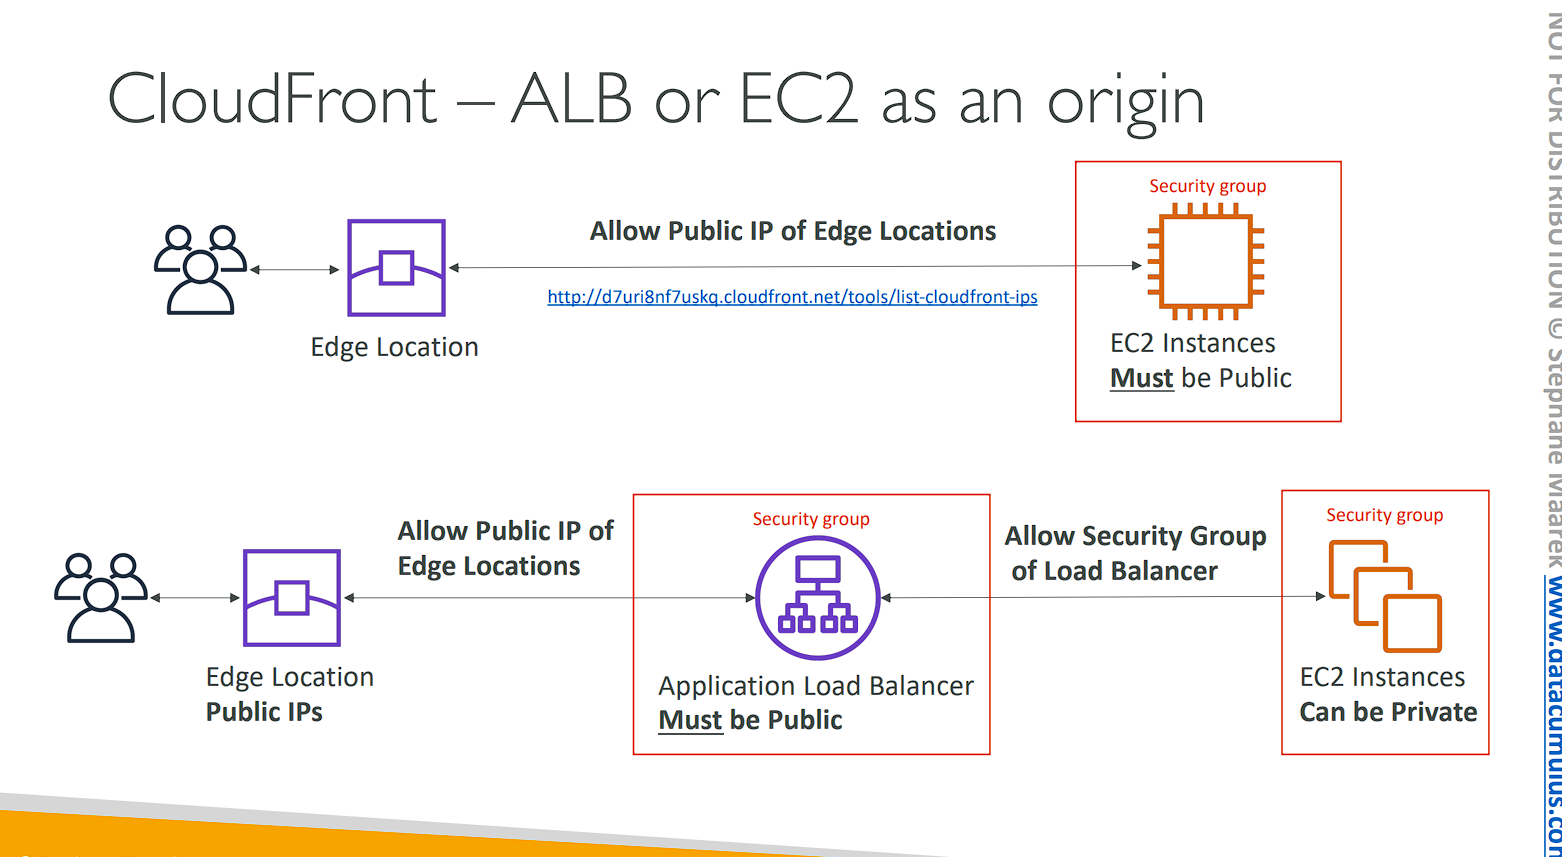 CloudFront – ALB or EC2 as an origin
Security group
Allow Public IP of Edge Locations
http://d7uri8nf7uskq.cloudfront.net/tools/list-cloudfront-ips
Edge Location
EC2 Instances
Must be Public
Allow Public IP of
Edge Locations
Security group
Allow Security Group
of Load Balancer
Security group
Edge Location
Public IPs
Application Load Balancer
Must be Public
EC2 Instances
Can be Private
NOT FOR DISTRIBUTION © Stephane Maarek www.datacumulus.com